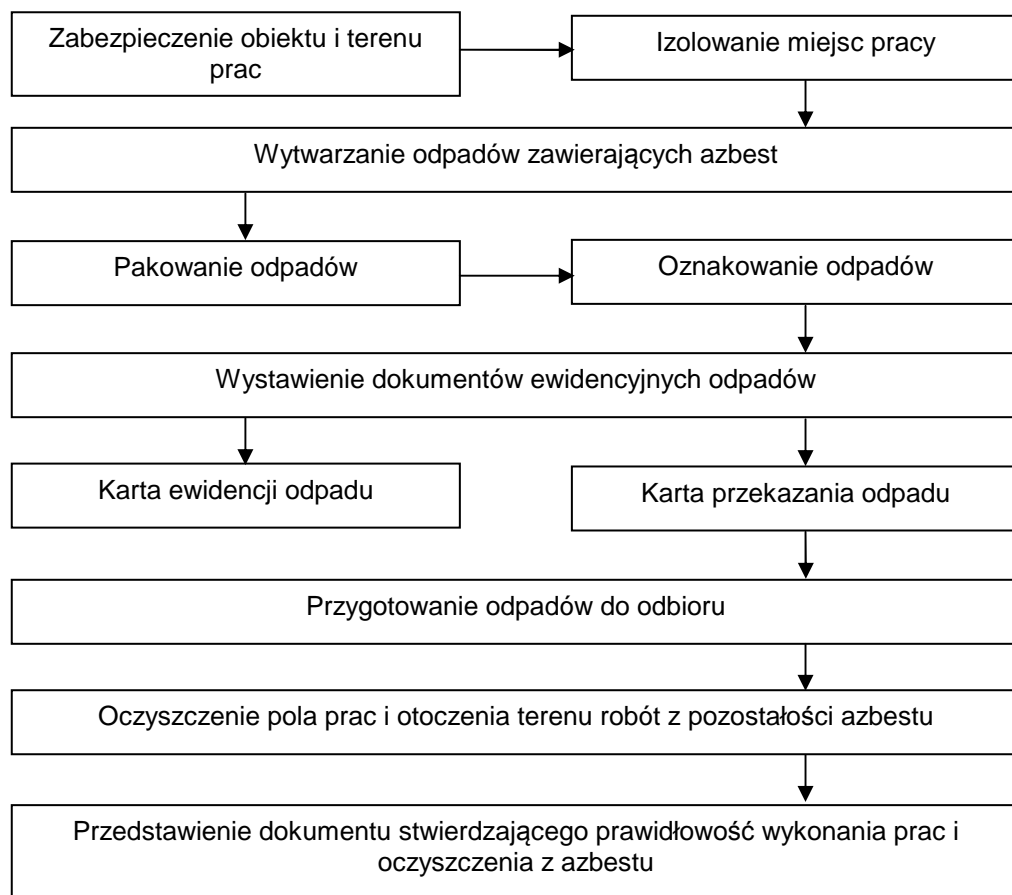 Zabezpieczenie obiektu i terenu
prac
Izolowanie miejsc pracy
Wytwarzanie odpadów zawierających azbest
Pakowanie odpadów
Oznakowanie odpadów
Wystawienie dokumentów ewidencyjnych odpadów
Karta ewidencji odpadu
Karta przekazania odpadu
Przygotowanie odpadów do odbioru
Oczyszczenie pola prac i otoczenia terenu robót z pozostałości azbestu
Przedstawienie dokumentu stwierdzającego prawidłowość wykonania prac i
oczyszczenia z azbestu